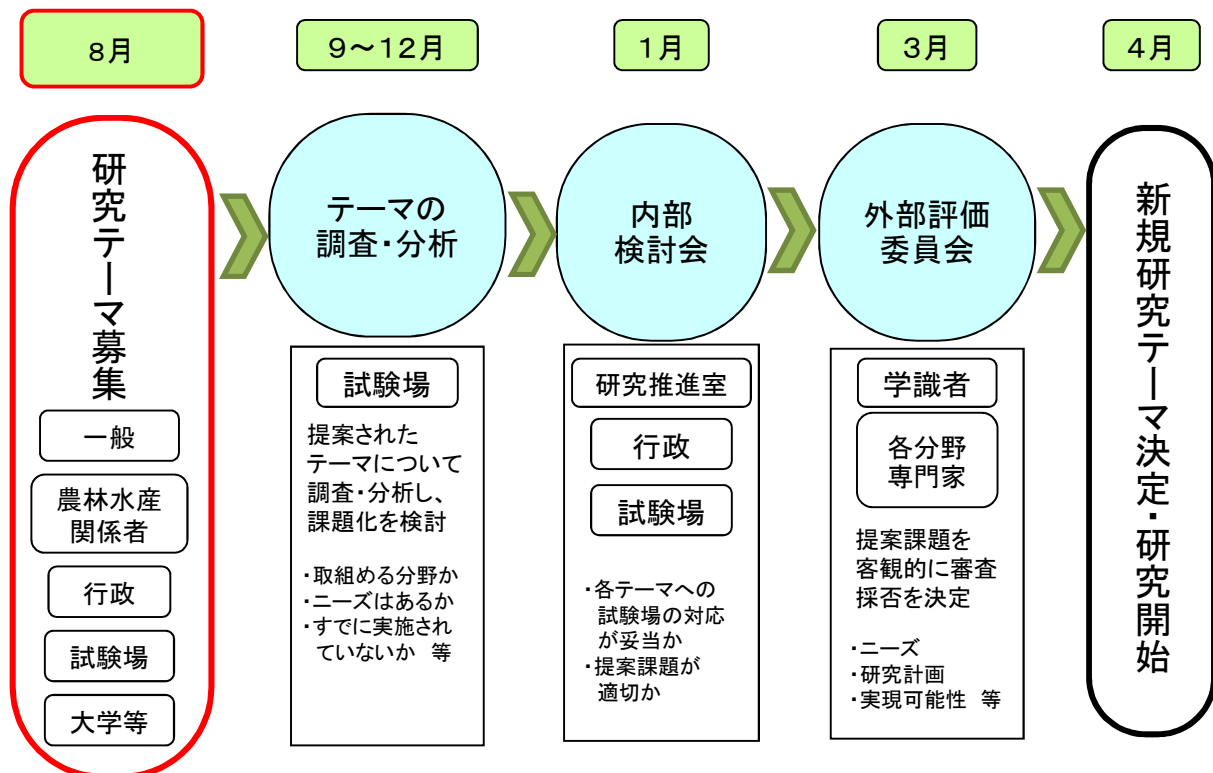 8月
9～12月
1月
3月
4月
研究テーマ募集
一般
農林水産
関係者
行政
試験場
大学等
テーマの
調査・分析
試験場
提案された
テーマについて
調査・分析し、
課題化を検討
・取組める分野か
・ニーズはあるか
・すでに実施され
ていないか 等
内部
検討会
研究推進室
行政
試験場
・各テーマへの
試験場の対応
が妥当か
・提案課題が
適切か
外部評価
委員会
学識者
各分野
専門家
提案課題を
客観的に審査
採否を決定
・ニーズ
・研究計画
・実現可能性 等
新規研究テーマ決定・研究開始